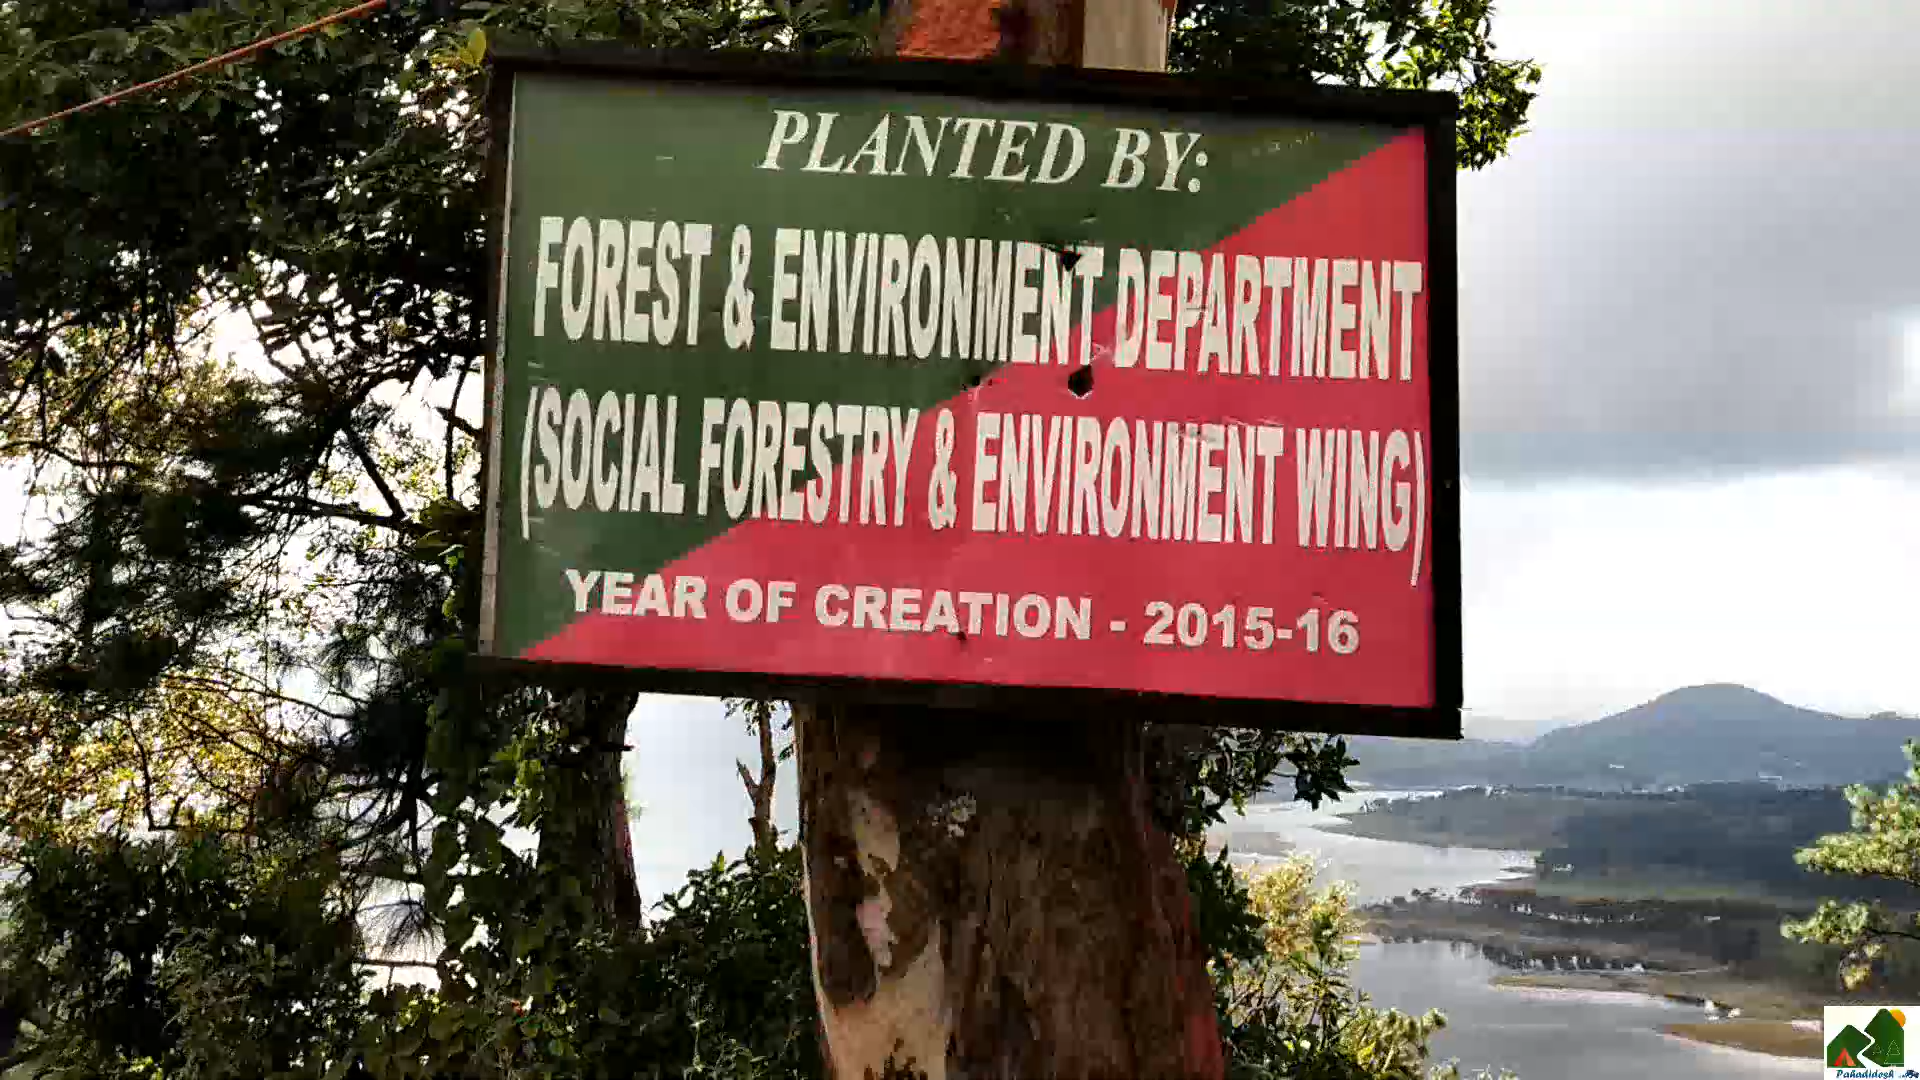 PLANTED BY:
FOREST & ENVIRONMENT DEPARTMENT
(SOCIAL FORESTRY & ENVIRONMENT WING)
YEAR OF CREATION - 2015-16